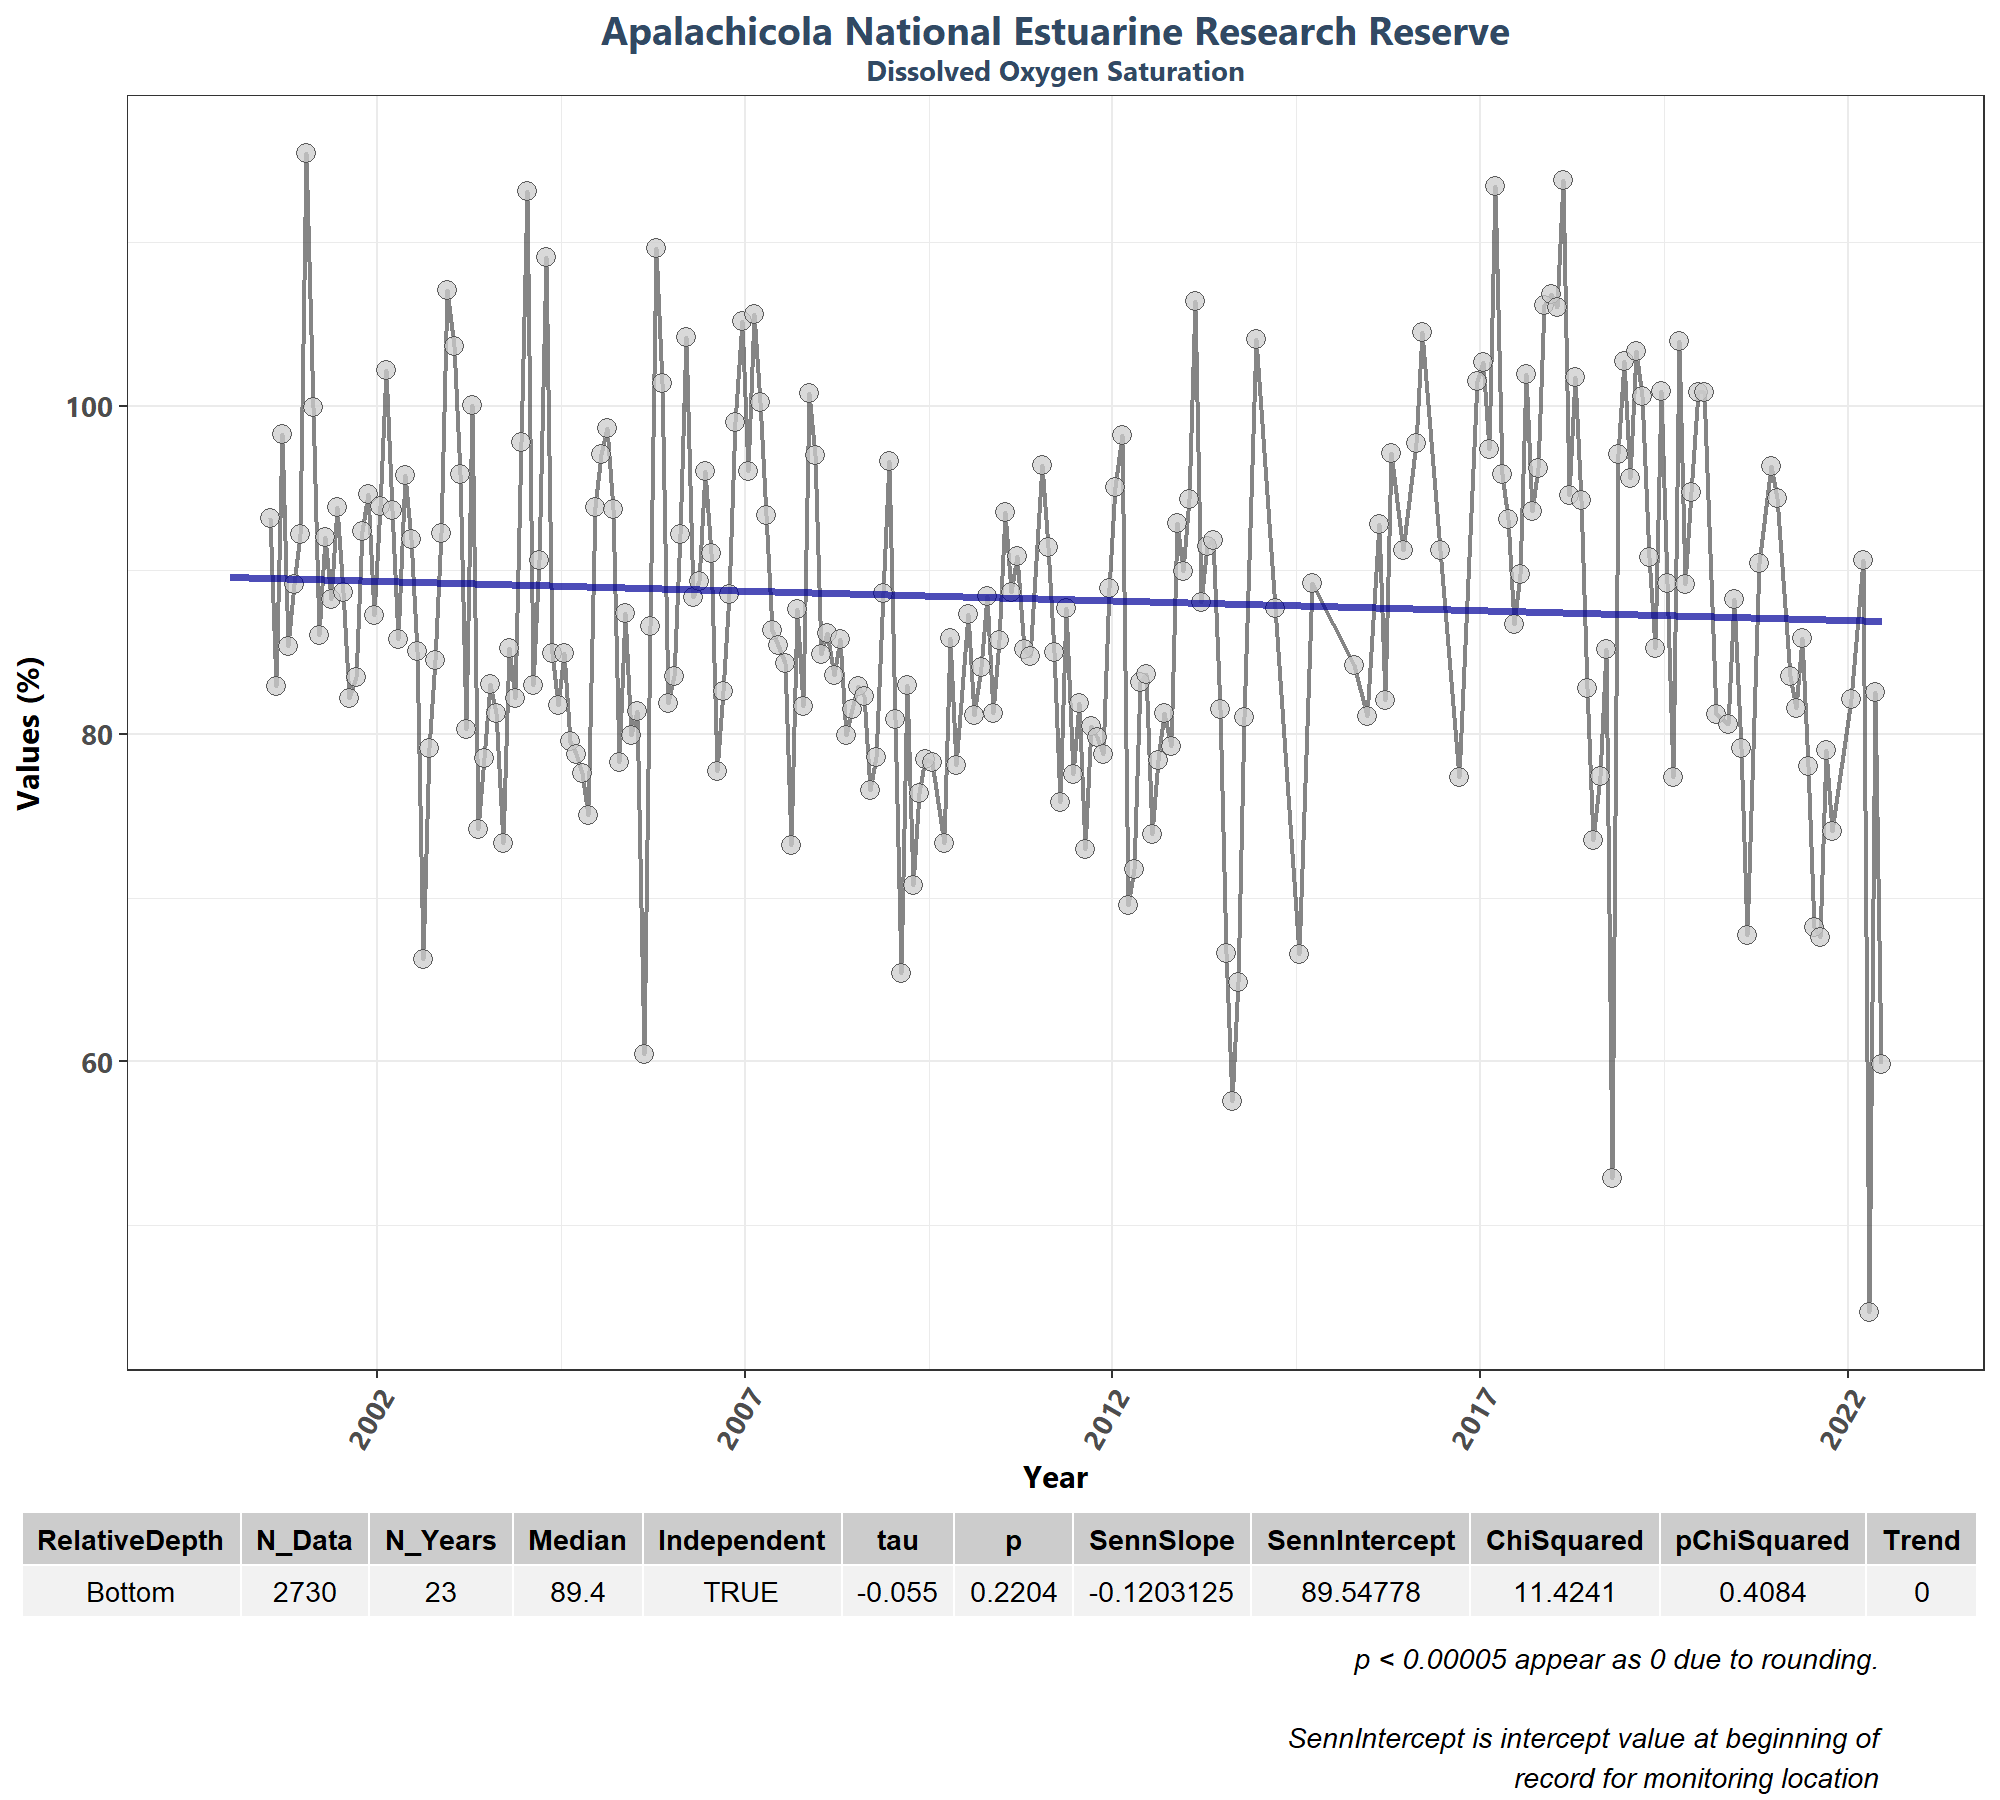 Apalachicola National Estuarine Research Reserve
Dissolved Oxygen Saturation
Values (%)
100
80
60
2002 2007 2012 2017 2022
Year
RelativeDepth N_Data N_Years Median Independent tau p SennSlope SennIntercept ChiSquared pChiSquared Trend
Bottom 2730 23 89.4 TRUE -0.055 0.2204 -0.1203125 89.54778 11.4241 0.4084 0
p < 0.00005 appear as 0 due to rounding.
SennIntercept is intercept value at beginning of
record for monitoring location